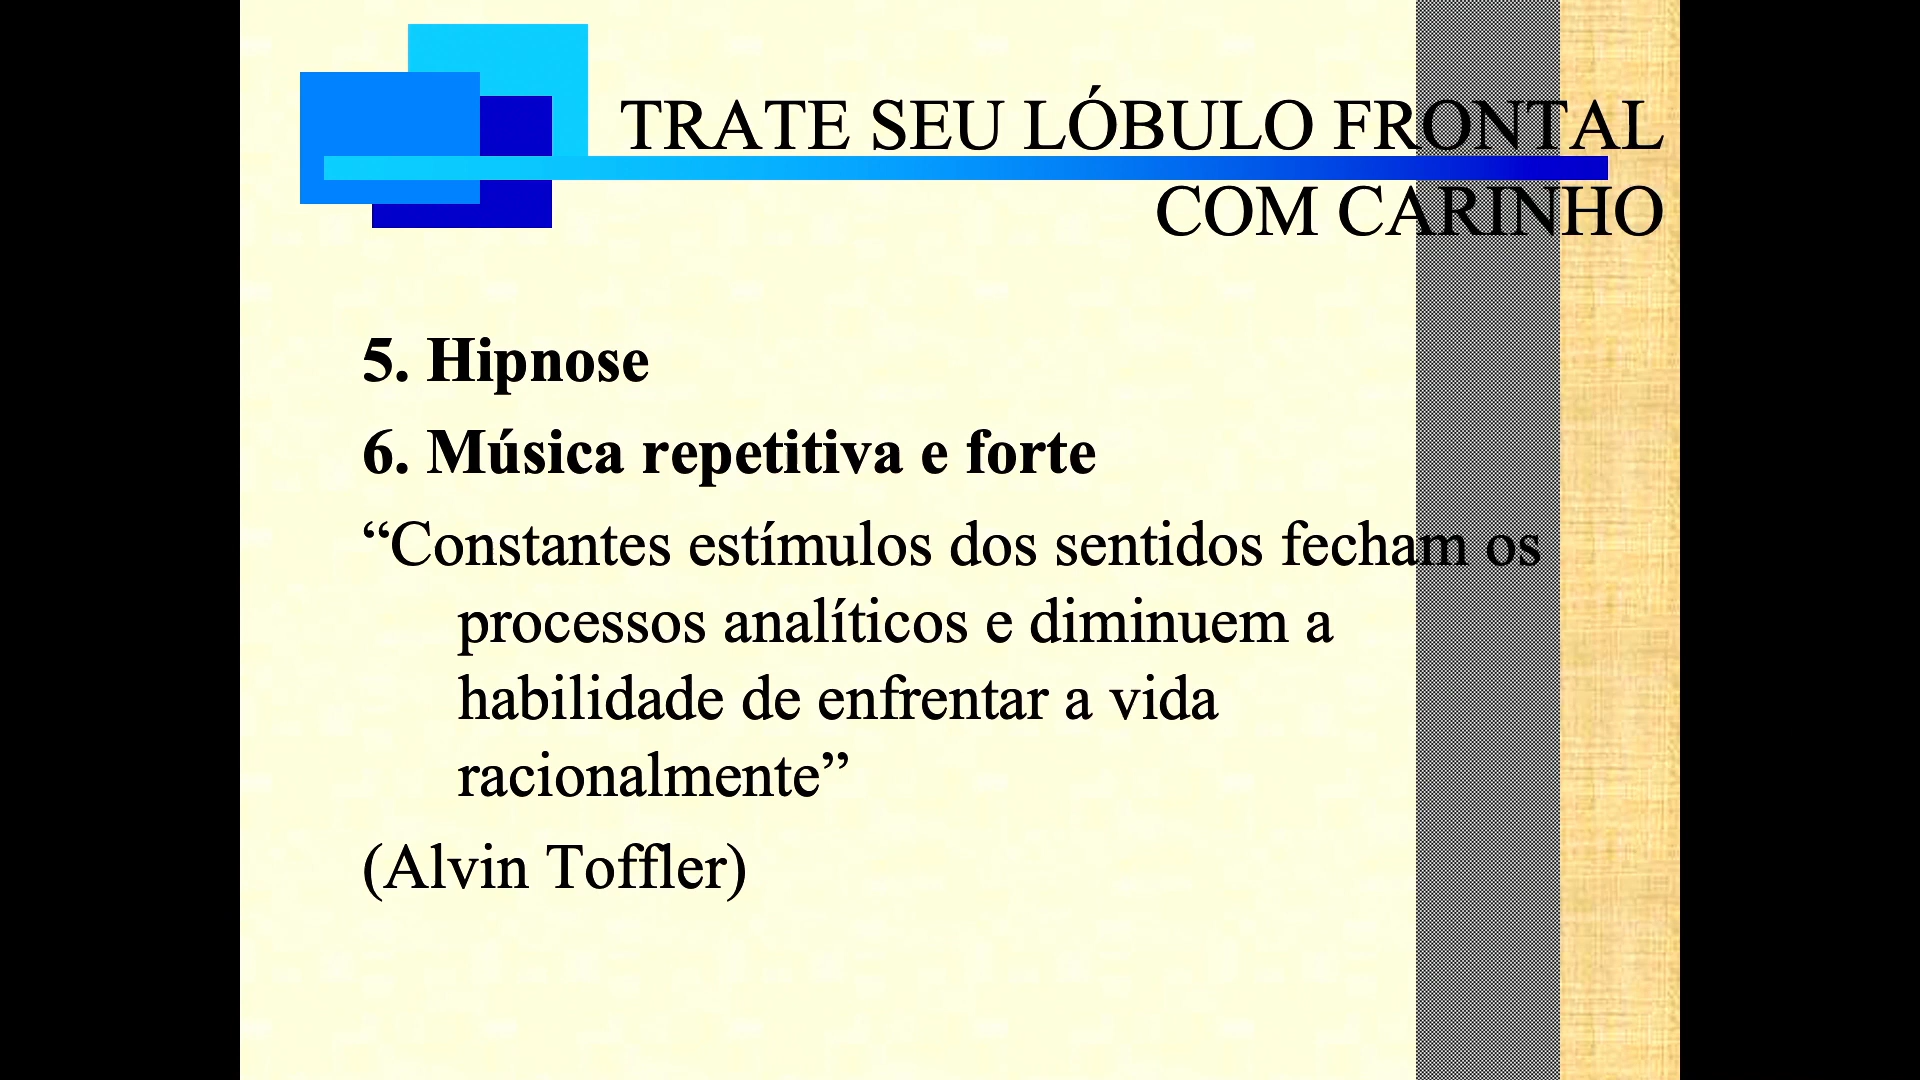 TRATE SEU LÓBULO FRONTAL
COM CARINHO
5. Hipnose
6. Música repetitiva e forte
“Constantes estímulos dos sentidos fecham os
processos analíticos e diminuem a
habilidade de enfrentar a vida
racionalmente”
(Alvin Toffler)